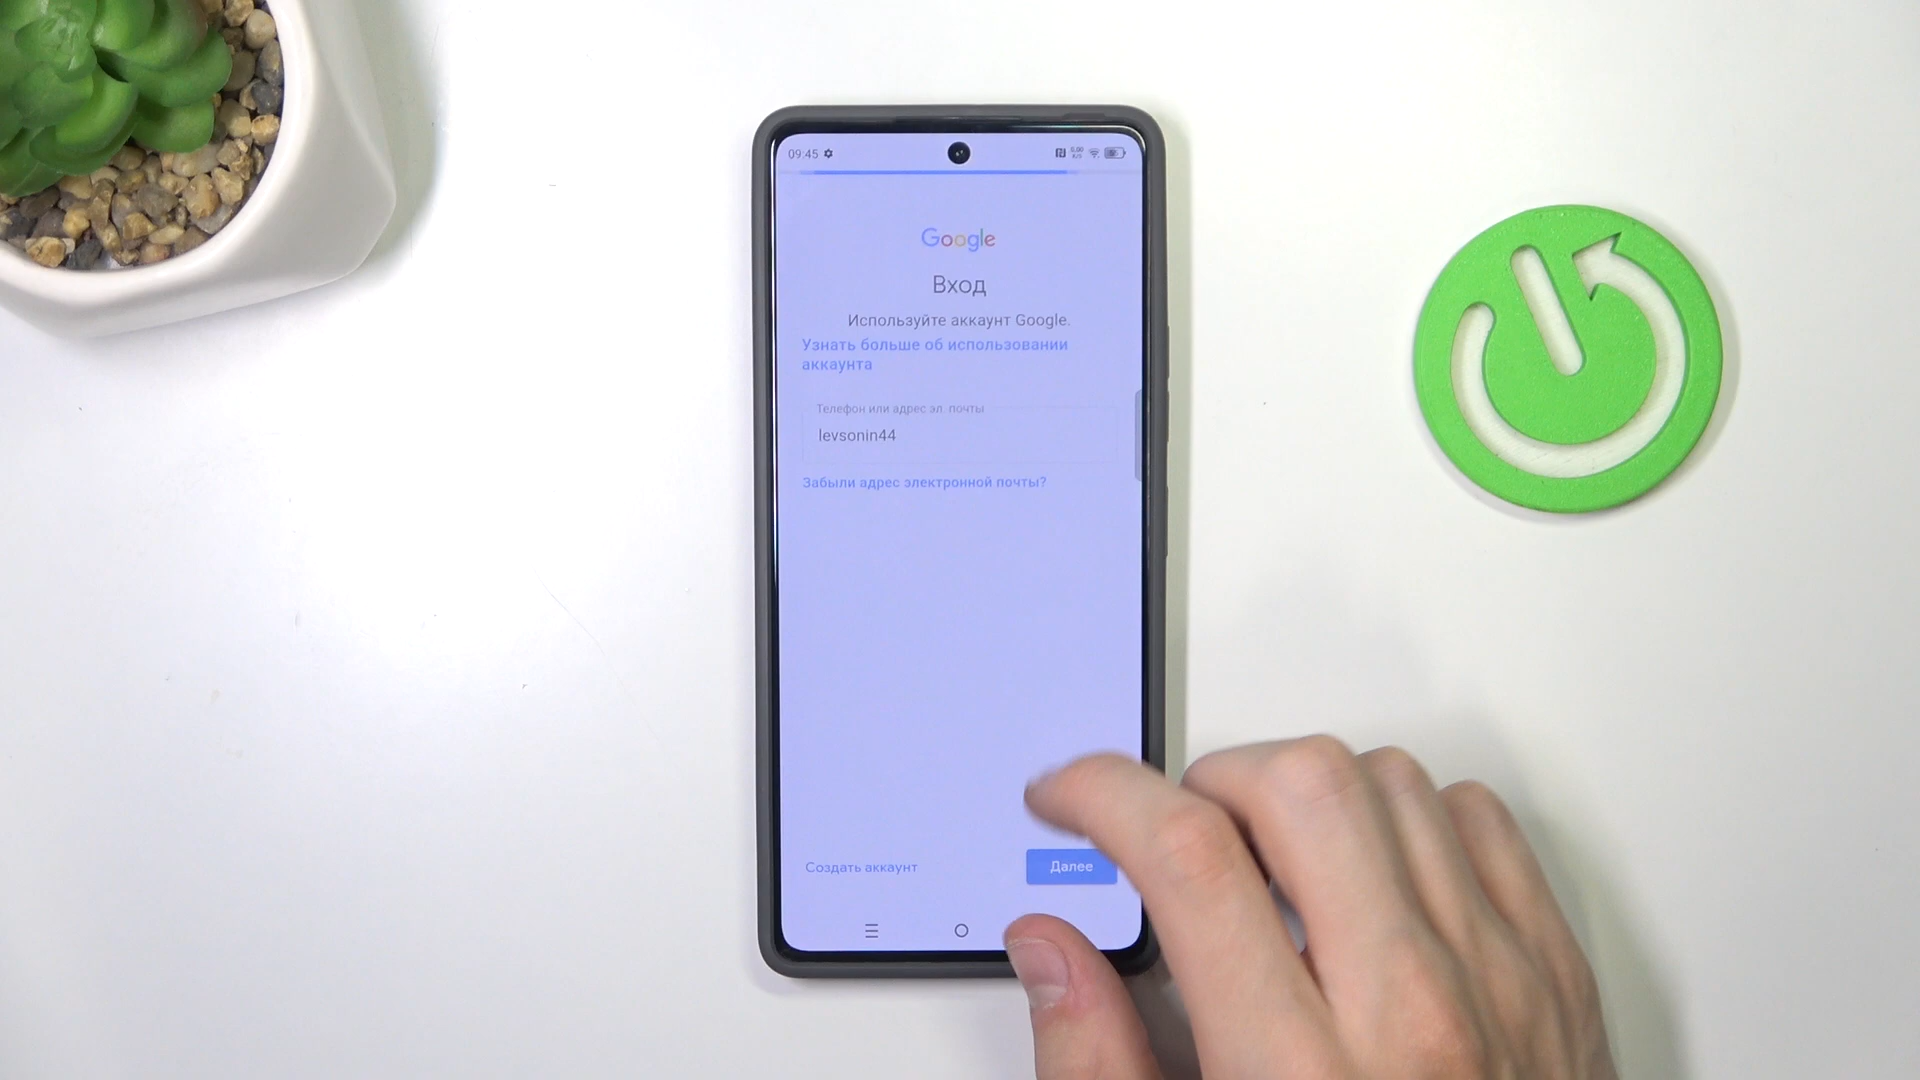 09:45
Google
Вход
Используйте аккаунт Google.
Узнать больше об использовании
аккаунта
Телефон или адрес эл. почты
levsonin44
Забыли адрес электронной почты?
Создать аккаунт
Далее